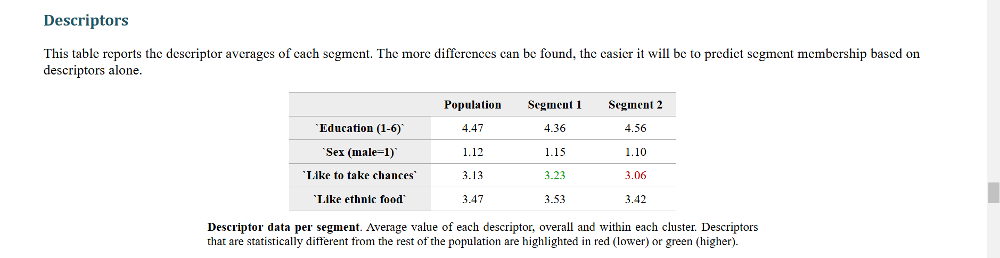 Descriptors
This table reports the descriptor averages of each segment. The more differences can be found, the easier it will be to predict segment membership based on
descriptors alone.
Population Segment 1 Segment 2
`Education (1-6)` 4.47 4.36 4.56
`Sex (male=1)` 1.12 1.15 1.10
`Like to take chances` 3.13 3.23 3.06
`Like ethnic food` 3.47 3.53 3.42
Descriptor data per segment. Average value of each descriptor, overall and within each cluster. Descriptors
that are statistically different from the rest of the population are highlighted in red (lower) or green (higher).